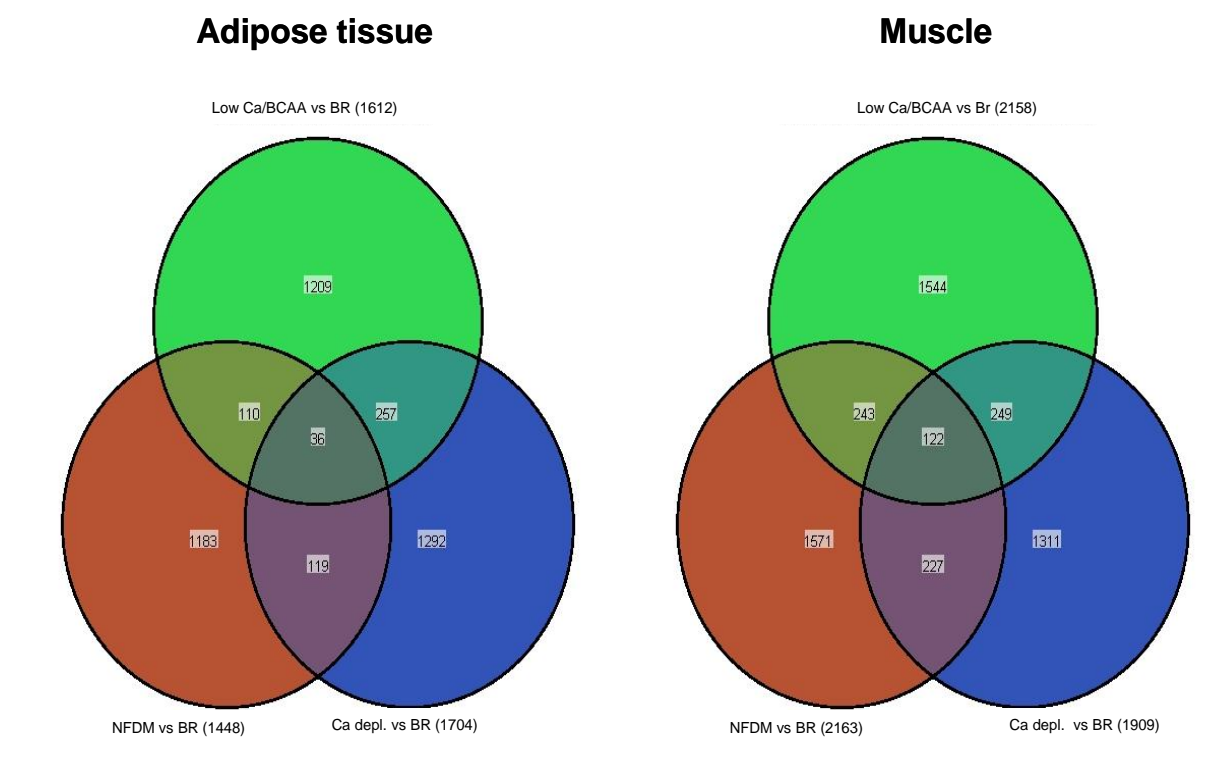 Adipose tissue
Muscle
Low Ca/BCAA vs BR (1612)
Low Ca/BCAA vs Br (2158)
1209
1544
110
257
243
249
36
122
1183
1292
1571
1311
119
227
NFDM vs BR (1448)
Ca depl. vs BR (1704)
NFDM vs BR (2163)
Ca depl. vs BR (1909)